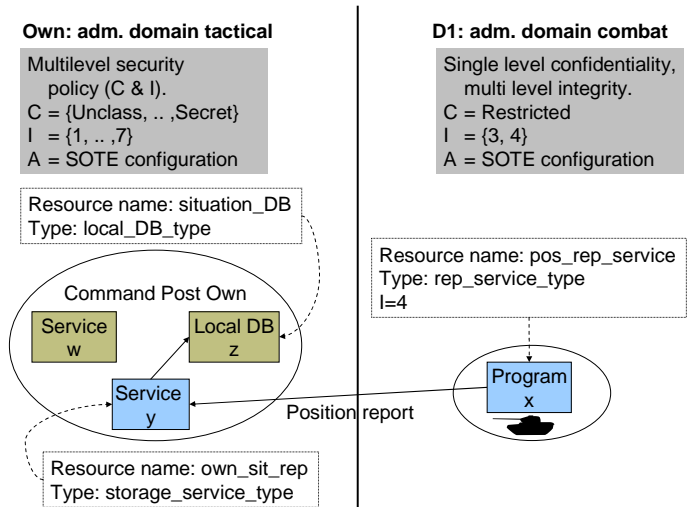 Own: adm. domain tactical
Multilevel security
policy (C & I).
C = {Unclass, .. ,Secret}
I = {1, .. ,7}
A = SOTE configuration
D1: adm. domain combat
Single level confidentiality,
multi level integrity.
C = Restricted
I = {3, 4}
A = SOTE configuration
Resource name: situation_DB
Type: local_DB_type
Resource name: pos_rep_service
Type: rep_service_type
I=4
Command Post Own
Service
w
Local DB
z
Service
y
Program
x
Position report
Resource name: own_sit_rep
Type: storage_service_type